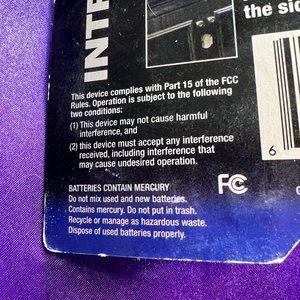 INTR
the sid
This device complies with Part 15 of the FCC
Rules. Operation is subject to the following
two conditions:
(1) This device may not cause harmful
interference, and
(2) this device must accept any interference
received, including interference that
may cause undesired operation.
6
FC
BATTERIES CONTAIN MERCURY
Do not mix used and new batteries.
Contains mercury. Do not put in trash.
Recycle or manage as hazardous waste.
Dispose of used batteries properly.